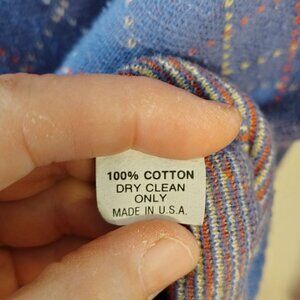 100% COTTON
DRY CLEAN
ONLY
MADE IN U.S.A.